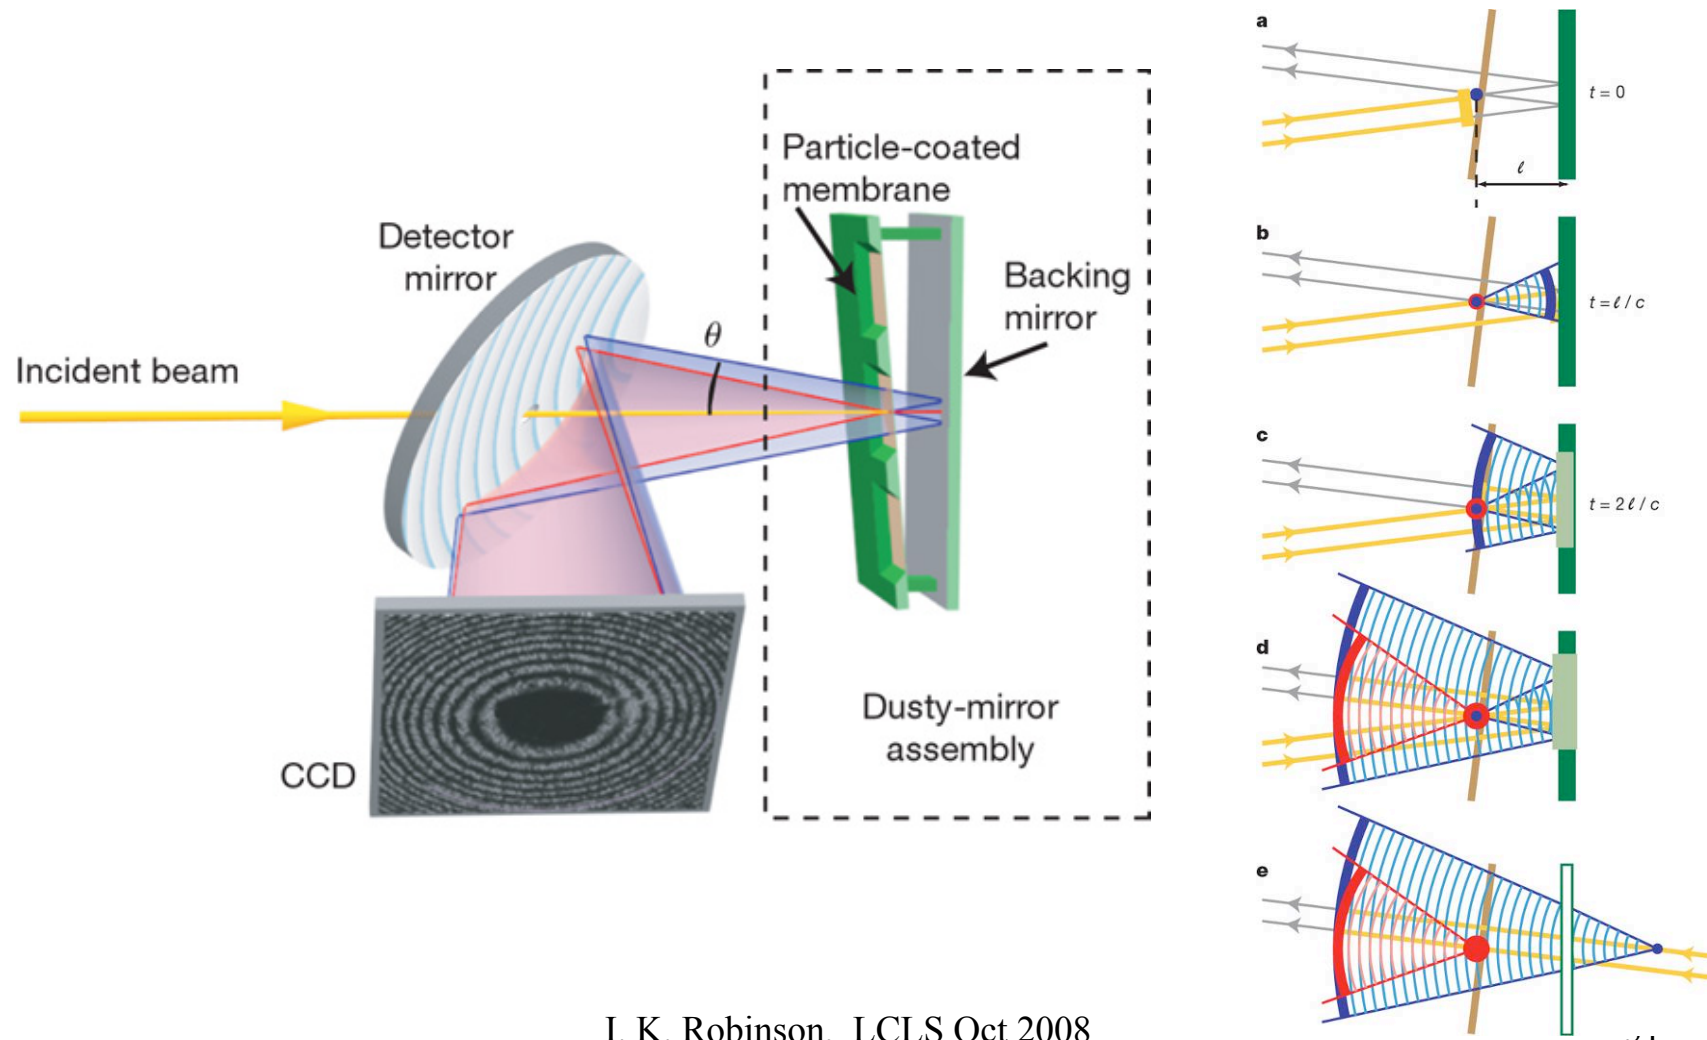 Particle-coated
membrane
Detector
mirror
Backing
mirror
θ
Incident beam
Dusty-mirror
assembly
CCD
a
t = 0
ℓ
b
t = ℓ / c
c
t = 2ℓ / c
d
e
I. K. Robinson, LCLS Oct 2008